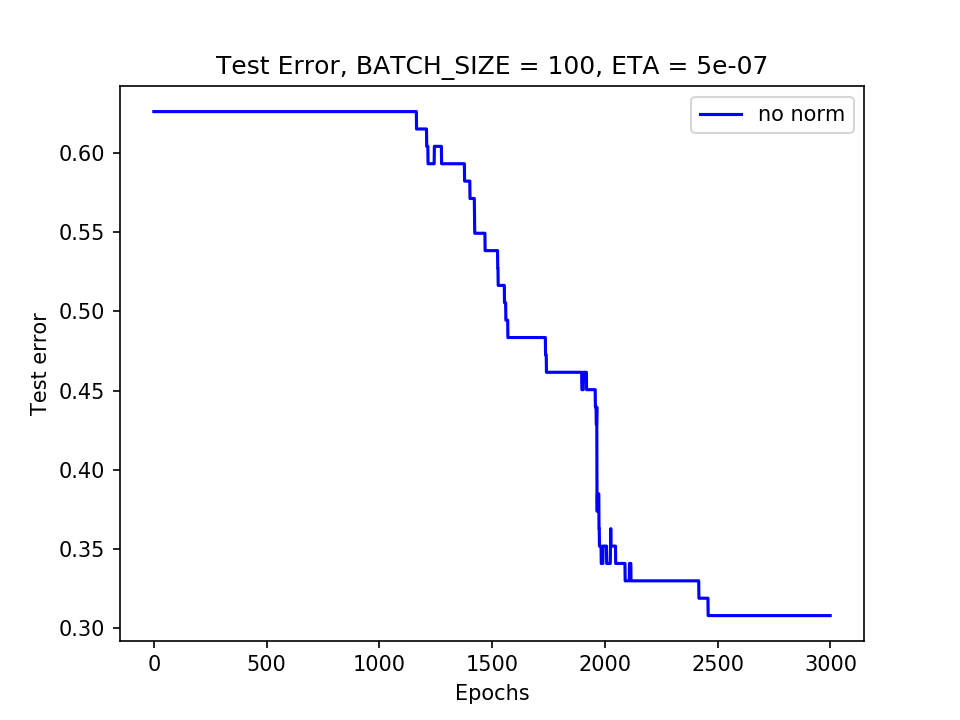 Test Error, BATCH_SIZE = 100, ETA = 5e-07
no norm
Test error
0.60
0.55
0.50
0.45
0.40
0.35
0.30
0 500 1000 1500 2000 2500 3000
Epochs